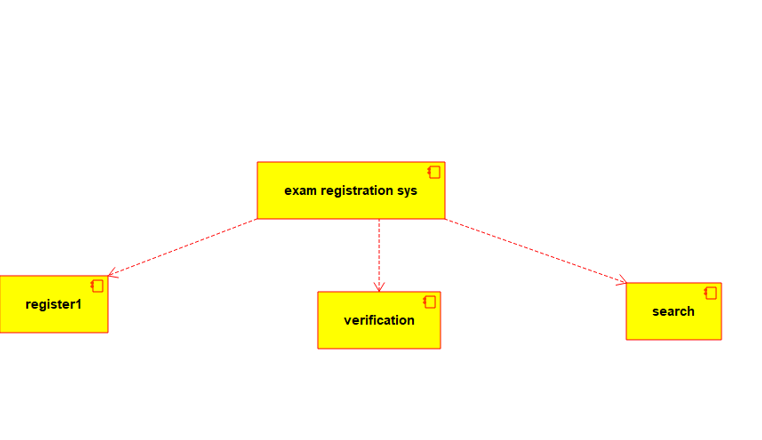 exam registration sys
register1
verification
search